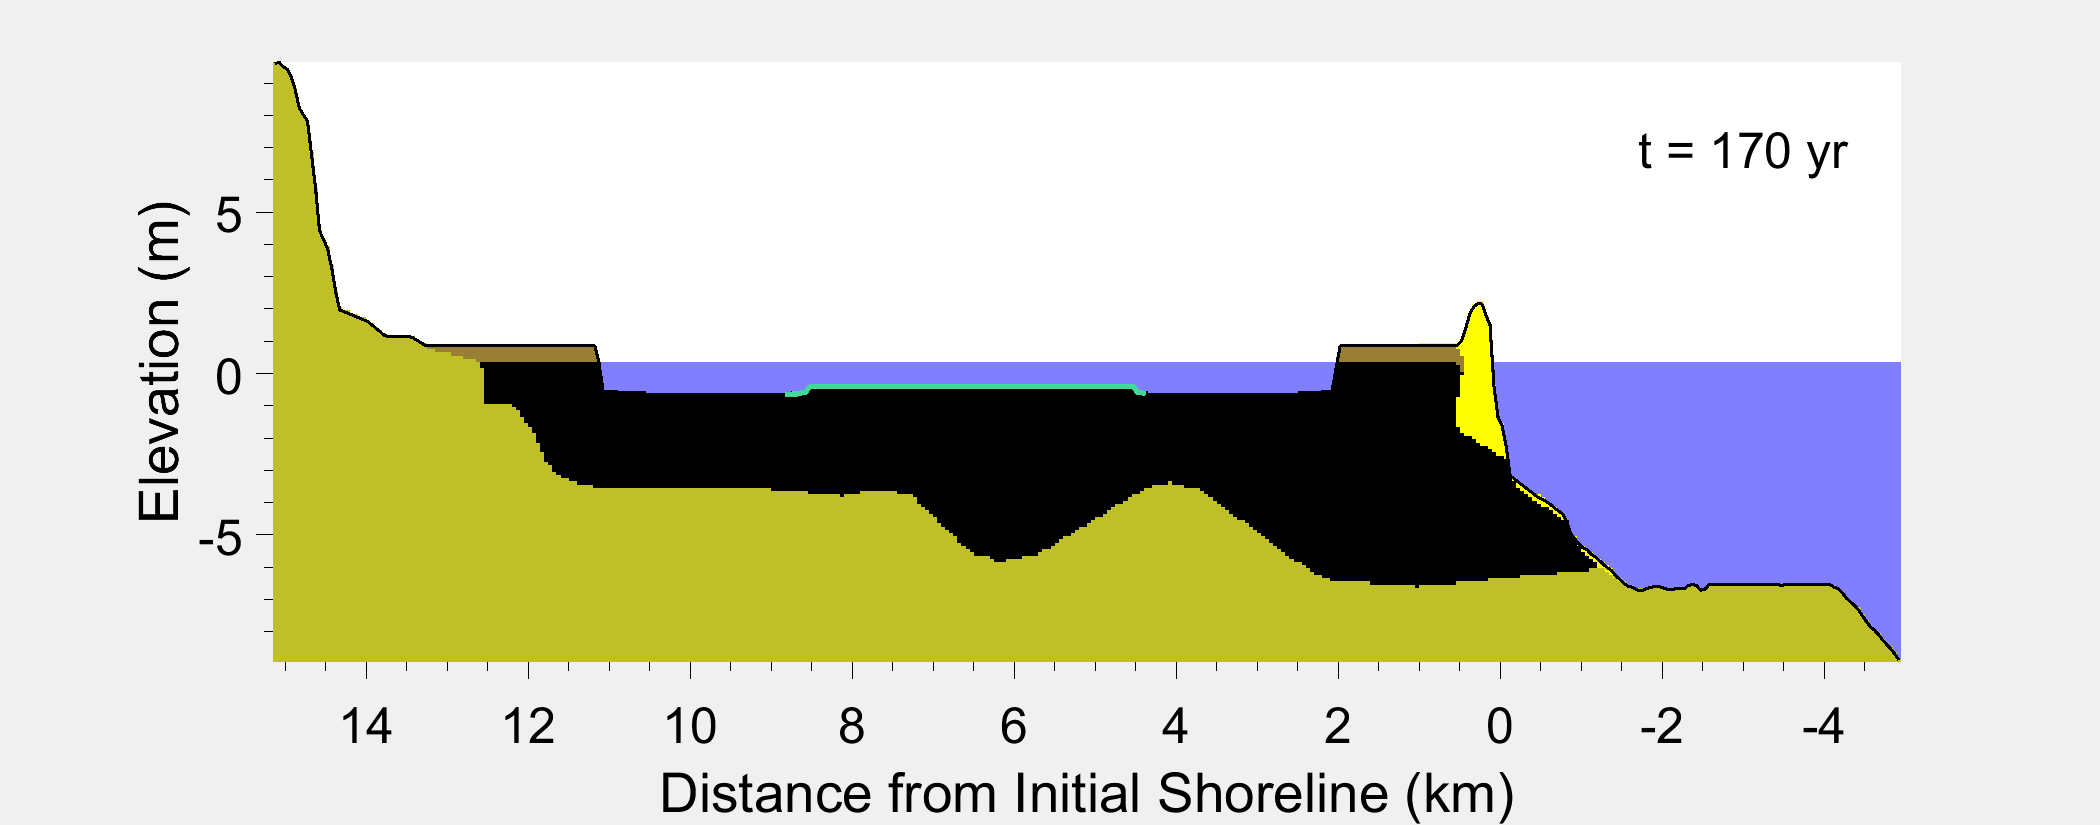 t = 170 yr
Elevation (m)
5
0
-5
14 12 10 8 6 4 2 0 -2 -4
Distance from Initial Shoreline (km)